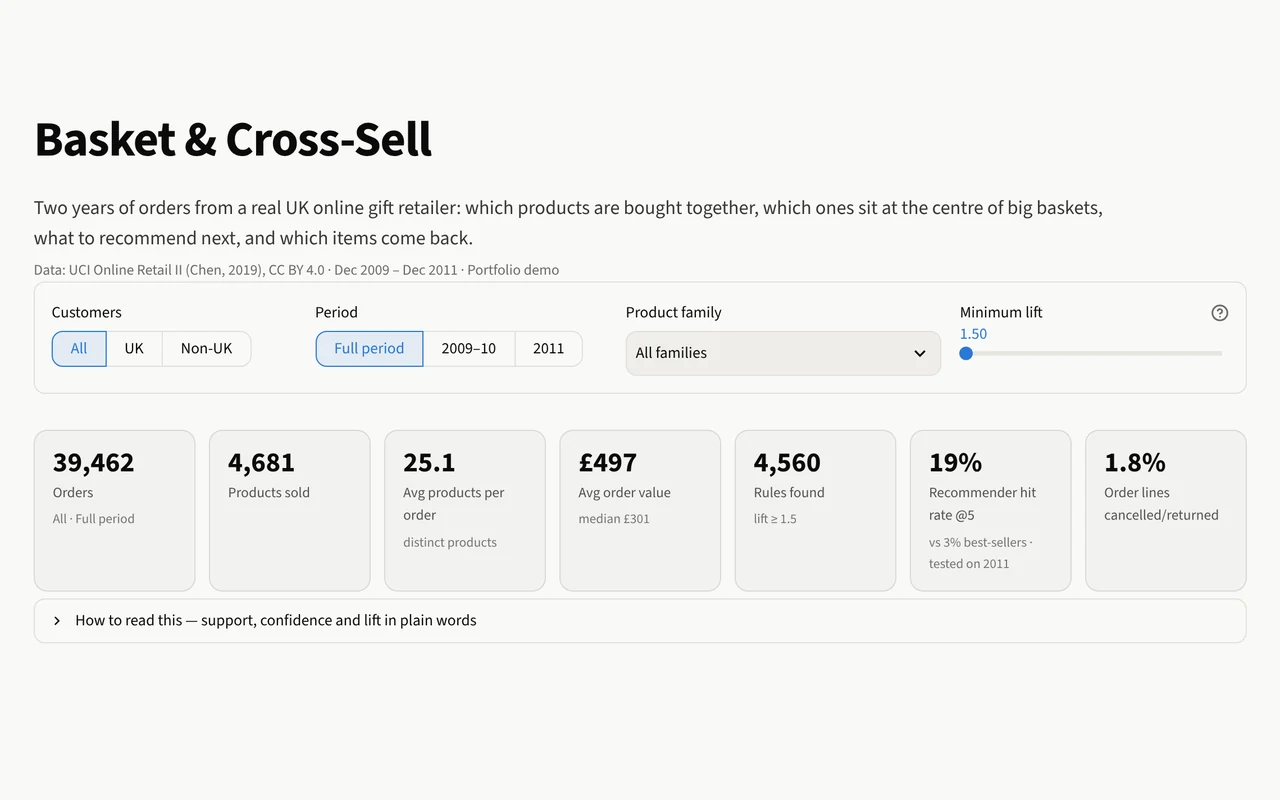 Basket & Cross-Sell
Two years of orders from a real UK online gift retailer: which products are bought together, which ones sit at the centre of big baskets,
what to recommend next, and which items come back.
Data: UCI Online Retail II (Chen, 2019), CC BY 4.0 · Dec 2009 – Dec 2011 · Portfolio demo
Customers
All
UK
Non-UK
Period
Full period
2009–10
2011
Product family
All families
Minimum lift
1.50
39,462
Orders
All · Full period
4,681
Products sold
25.1
Avg products per
order
distinct products
£497
Avg order value
median £301
4,560
Rules found
lift ≥ 1.5
19%
Recommender hit
rate @5
vs 3% best-sellers ·
tested on 2011
1.8%
Order lines
cancelled/returned
How to read this — support, confidence and lift in plain words